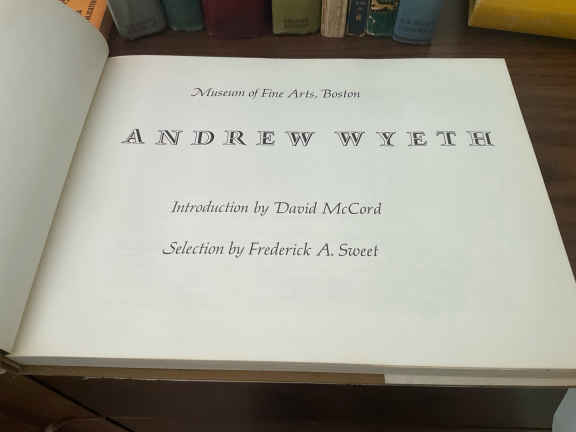 Museum of Fine Arts, Boston
ANDREW WYETH
Introduction by David McCord
Selection by Frederick A. Sweet